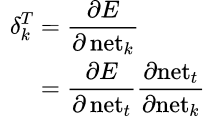 δ_k^T = ∂E / ∂ net_k
= ∂E / ∂ net_t ∂net_t / ∂net_k